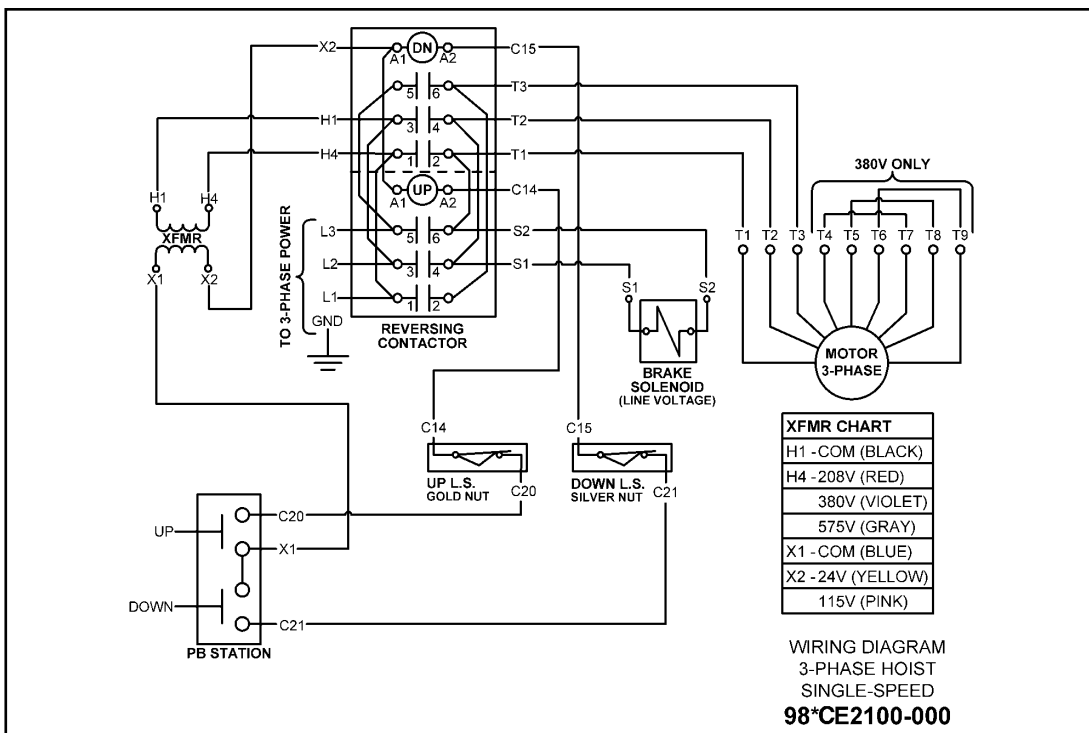 X2
A1
DN
A2
C15
5
6
T3
H1
3
4
T2
H4
1
2
T1
A1
UP
A2
C14
L3
5
6
S2
L2
3
4
S1
L1
1
2
GND
TO 3-PHASE POWER
REVERSING
CONTACTOR
H1
H4
XFMR
X1
X2
380V ONLY
T1
T2
T3
T4
T5
T6
T7
T8
T9
MOTOR
3-PHASE
S1
S2
BRAKE
SOLENOID
(LINE VOLTAGE)
C14
UP L.S.
GOLD NUT
C20
C15
DOWN L.S.
SILVER NUT
C21
UP
C20
X1
DOWN
C21
PB STATION
XFMR CHART
H1 -COM (BLACK)
H4 -208V (RED)
380V (VIOLET)
575V (GRAY)
X1 -COM (BLUE)
X2 -24V (YELLOW)
115V (PINK)
WIRING DIAGRAM
3-PHASE HOIST
SINGLE-SPEED
98*CE2100-000